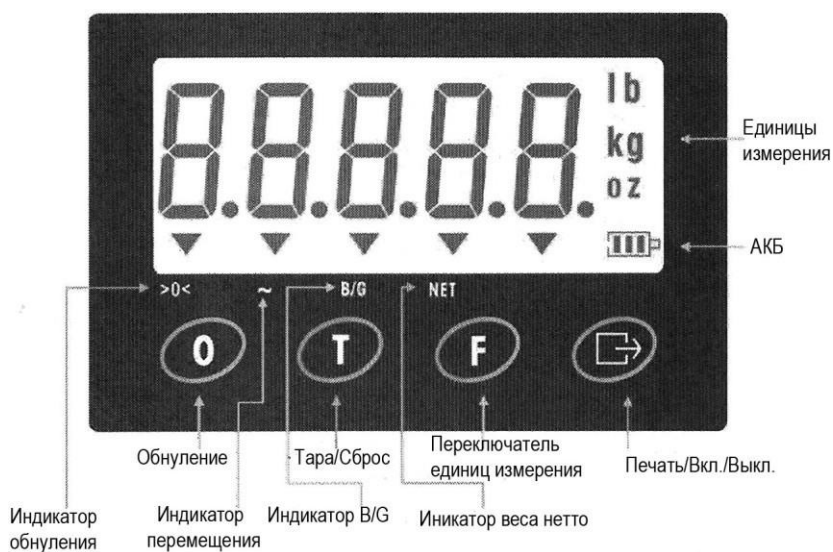 8.8.8.8.8.
lb
kg
oz
Единицы
измерения
АКБ
>0<
~
B/G
NET
0
T
F
Обнуление
Тара/Сброс
Переключатель
единиц измерения
Печать/Вкл./Выкл.
Индикатор
обнуления
Индикатор
перемещения
Индикатор B/G
Иникатор веса нетто